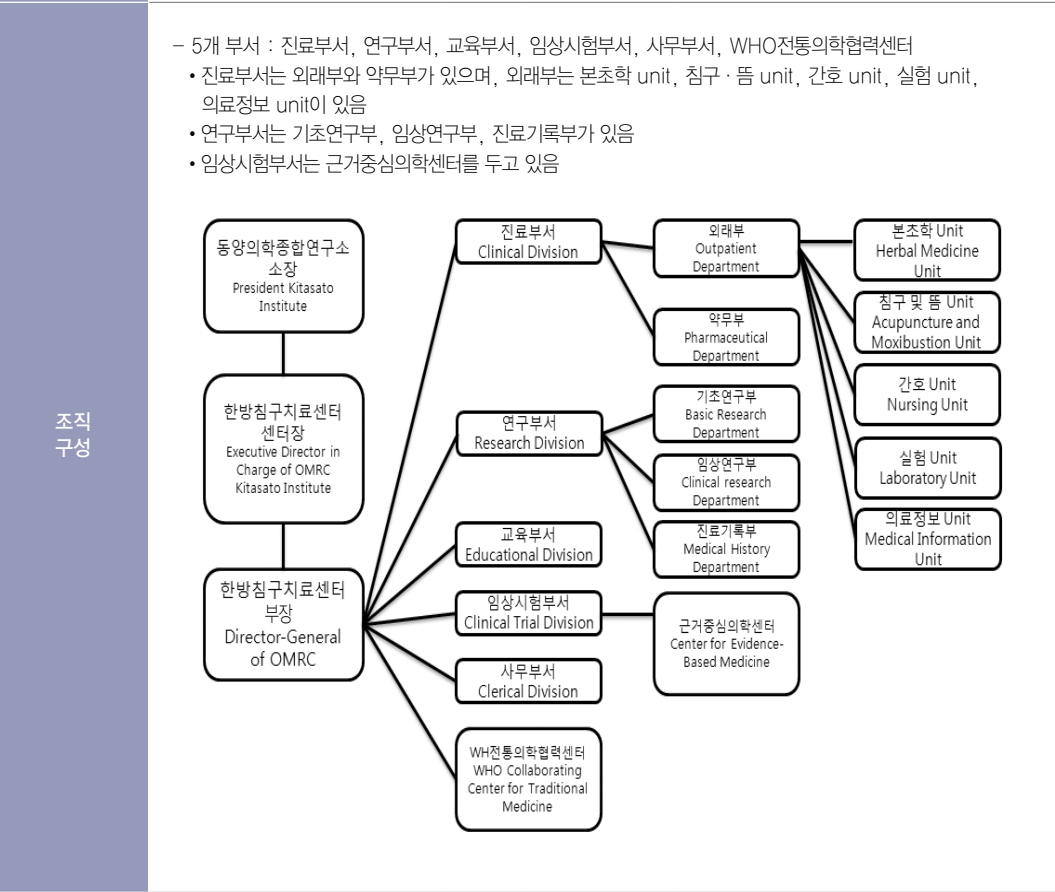 조직
구성
– 5개 부서 : 진료부서, 연구부서, 교육부서, 임상시험부서, 사무부서, WHO전통의학협력센터
• 진료부서는 외래부와 약무부가 있으며, 외래부는 본초학 unit, 침구 · 뜸 unit, 간호 unit, 실험 unit,
의료정보 unit이 있음
• 연구부서는 기초연구부, 임상연구부, 진료기록부가 있음
• 임상시험부서는 근거중심의학센터를 두고 있음
동양의학종합연구소
소장
President Kitasato
Institute
한방침구치료센터
센터장
Executive Director in
Charge of OMRC
Kitasato Institute
한방침구치료센터
부장
Director-General
of OMRC
진료부서
Clinical Division
연구부서
Research Division
교육부서
Educational Division
임상시험부서
Clinical Trial Division
사무부서
Clerical Division
WH전통의학협력센터
WHO Collaborating
Center for Traditional
Medicine
외래부
Outpatient
Department
약무부
Pharmaceutical
Department
기초연구부
Basic Research
Department
임상연구부
Clinical research
Department
진료기록부
Medical History
Department
근거중심의학센터
Center for Evidence-
Based Medicine
본초학 Unit
Herbal Medicine
Unit
침구 및 뜸 Unit
Acupuncture and
Moxibustion Unit
간호 Unit
Nursing Unit
실험 Unit
Laboratory Unit
의료정보 Unit
Medical Information
Unit